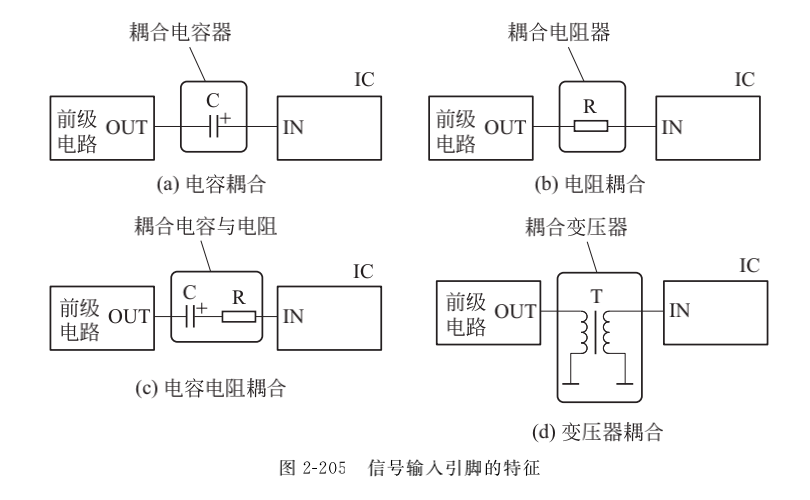 耦合电容器
C
+
IC
前级
电路
OUT
IN
(a) 电容耦合
耦合电阻器
R
IC
前级
电路
OUT
IN
(b) 电阻耦合
耦合电容与电阻
C
+
R
IC
前级
电路
OUT
IN
(c) 电容电阻耦合
耦合变压器
T
IC
前级
电路
OUT
IN
(d) 变压器耦合
图 2-205 信号输入引脚的特征